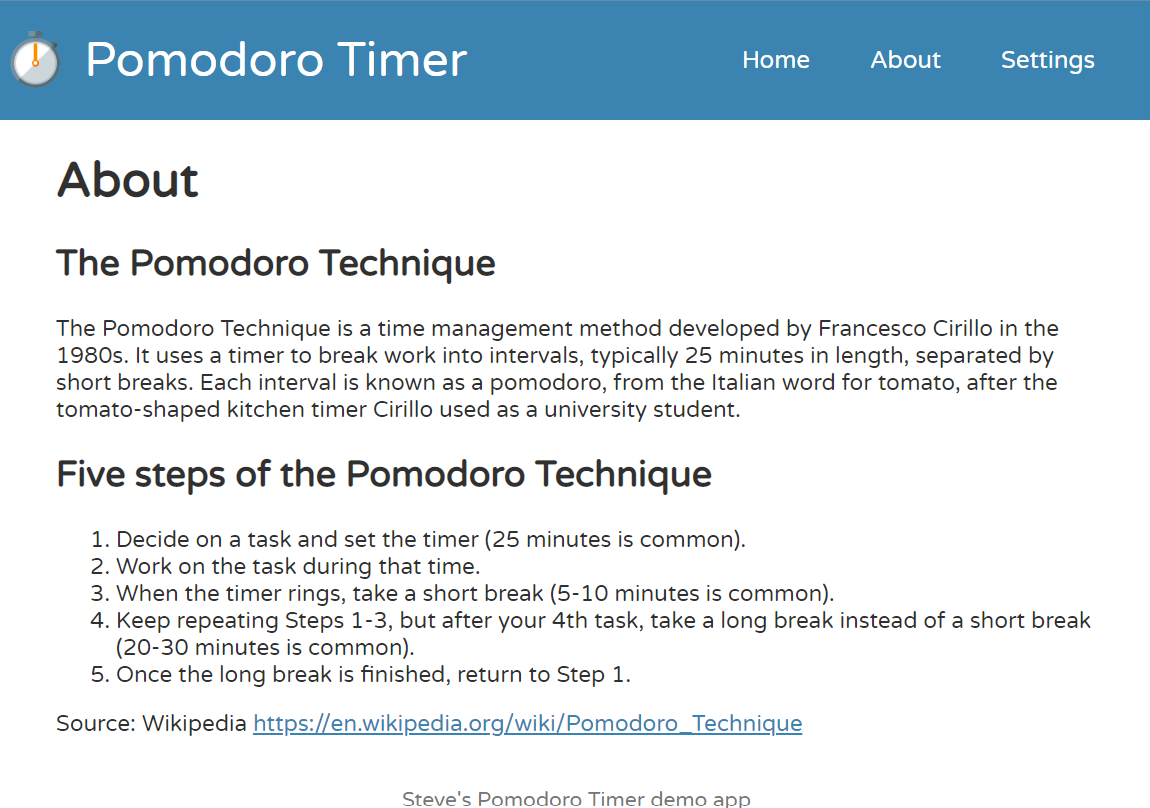 Pomodoro Timer
Home About Settings
About
The Pomodoro Technique
The Pomodoro Technique is a time management method developed by Francesco Cirillo in the
1980s. It uses a timer to break work into intervals, typically 25 minutes in length, separated by
short breaks. Each interval is known as a pomodoro, from the Italian word for tomato, after the
tomato-shaped kitchen timer Cirillo used as a university student.
Five steps of the Pomodoro Technique
1. Decide on a task and set the timer (25 minutes is common).
2. Work on the task during that time.
3. When the timer rings, take a short break (5-10 minutes is common).
4. Keep repeating Steps 1-3, but after your 4th task, take a long break instead of a short break
(20-30 minutes is common).
5. Once the long break is finished, return to Step 1.
Source: Wikipedia https://en.wikipedia.org/wiki/Pomodoro_Technique
Steve's Pomodoro Timer demo app